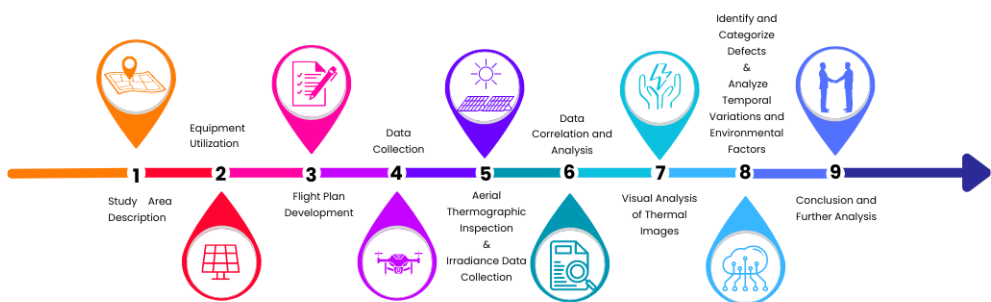 1
Study Area
Description
Equipment
Utilization
2
3
Flight Plan
Development
Data
Collection
4
5
Aerial
Thermographic
Inspection
&
Irradiance Data
Collection
Data
Correlation and
Analysis
6
7
Visual Analysis
of Thermal
Images
Identify and
Categorize
Defects
&
Analyze
Temporal
Variations and
Environmental
Factors
8
9
Conclusion and
Further Analysis